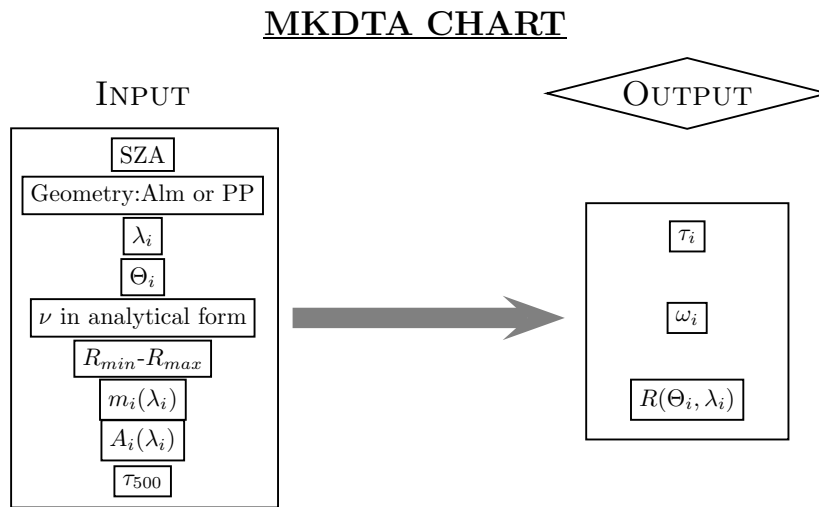 MKDTA CHART
INPUT
SZA
Geometry:Alm or PP
λ_i
Θ_i
ν in analytical form
R_min-R_max
m_i(λ_i)
A_i(λ_i)
τ_500
OUTPUT
τ_i
ω_i
R(Θ_i, λ_i)